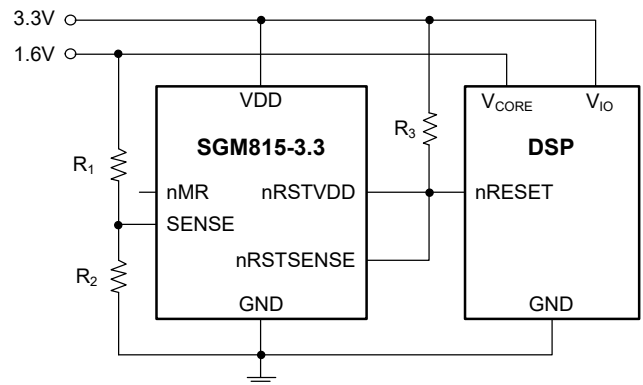 3.3V
1.6V
VDD
SGM815-3.3
nMR
SENSE
nRSTVDD
nRSTSENSE
GND
R1
R2
R3
VCORE VIO
DSP
nRESET
GND